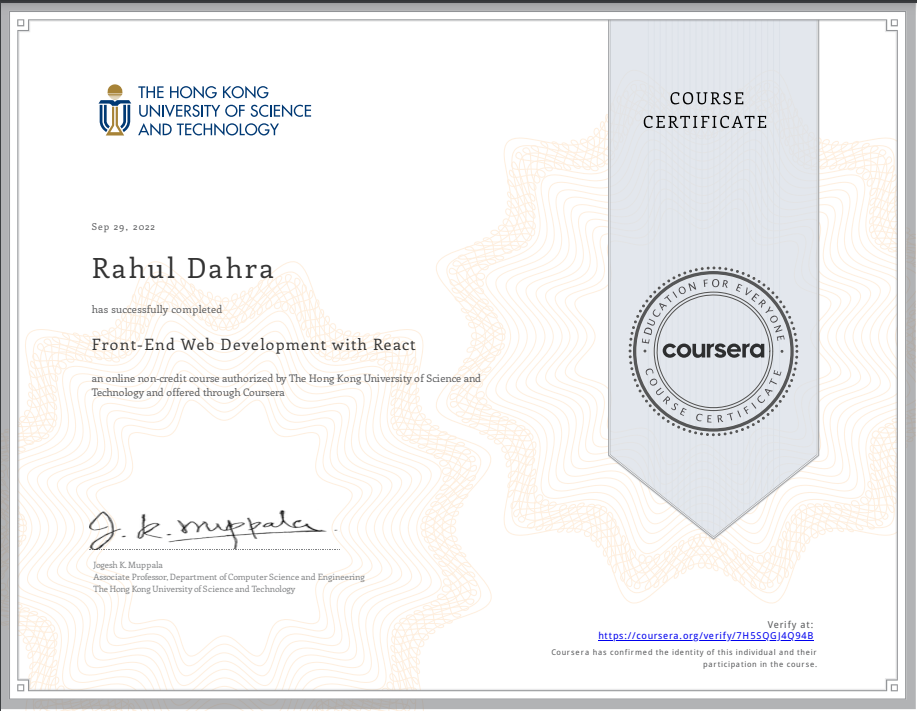 THE HONG KONG
UNIVERSITY OF SCIENCE
AND TECHNOLOGY
COURSE
CERTIFICATE
Sep 29, 2022
Rahul Dahra
has successfully completed
Front-End Web Development with React
an online non-credit course authorized by The Hong Kong University of Science and
Technology and offered through Coursera
EDUCATION FOR EVERYONE
coursera
COURSE CERTIFICATE
J. K. Muppala
Jogesh K. Muppala
Associate Professor, Department of Computer Science and Engineering
The Hong Kong University of Science and Technology
Verify at:
https://coursera.org/verify/7H5SQGJ4Q94B
Coursera has confirmed the identity of this individual and their
participation in the course.